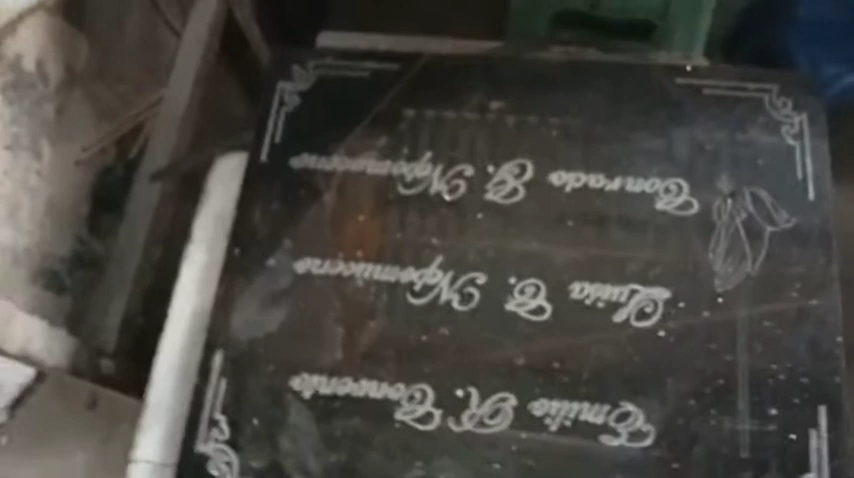 Emilio R. Convento
Luisa C. Nepomuceno
Conrado G. Nepomuceno